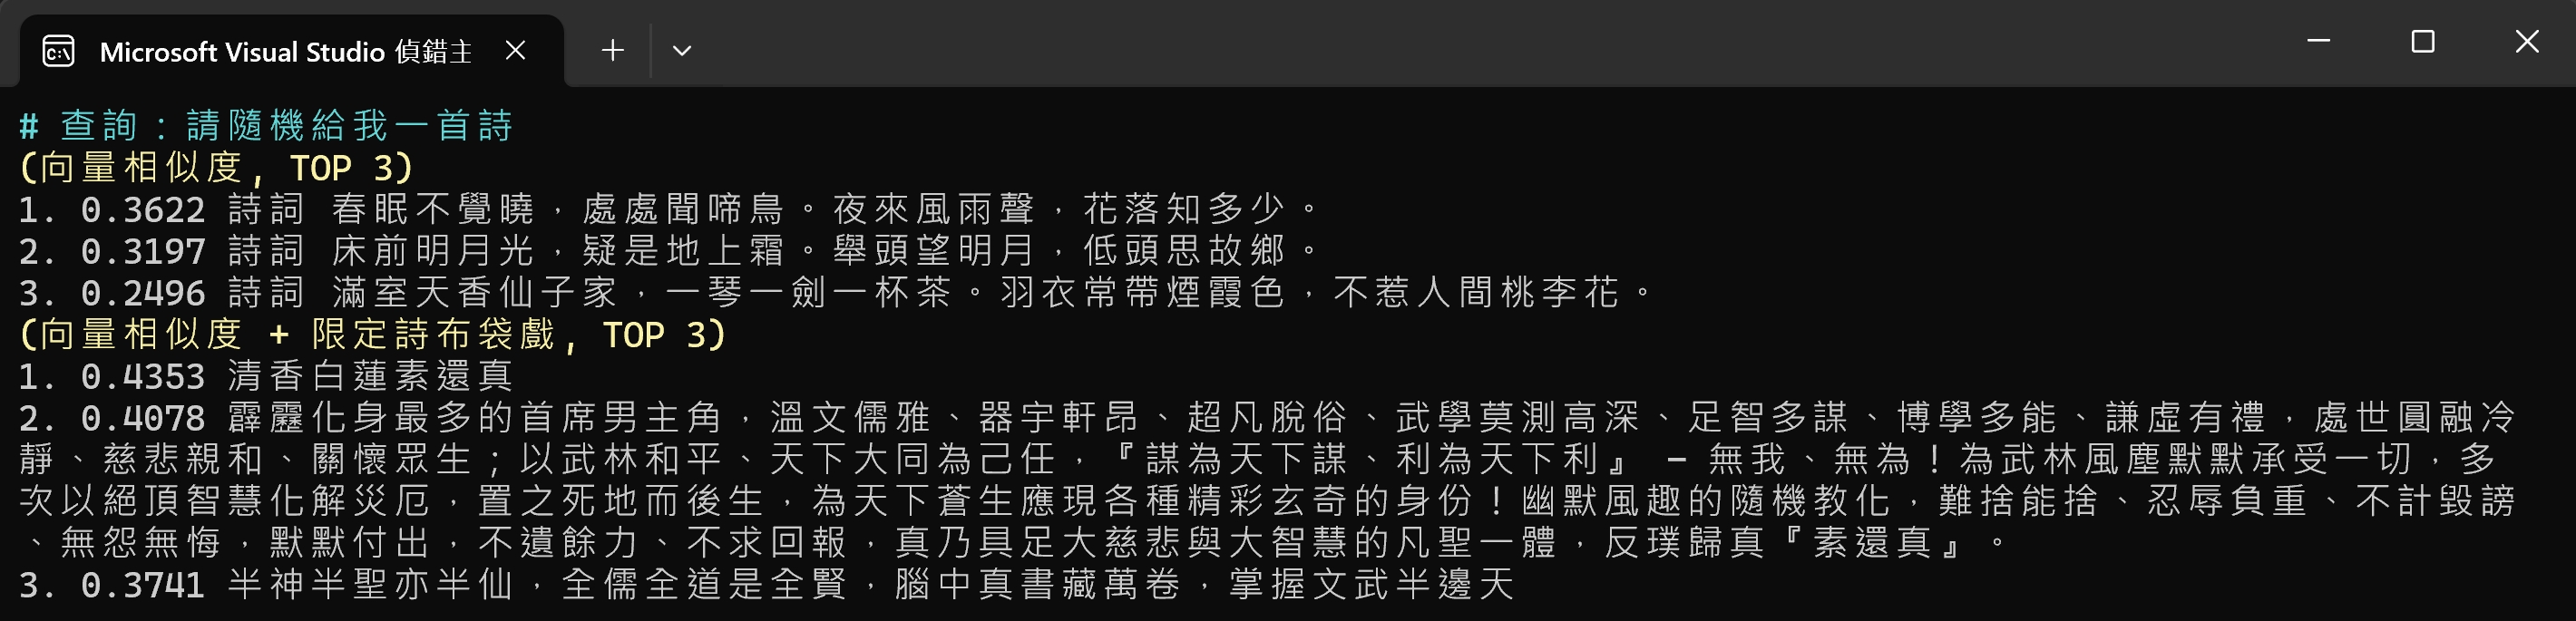 Microsoft Visual Studio 偵錯主
# 查詢：請隨機給我一首詩
(向量相似度, TOP 3)
1. 0.3622 詩詞 春眠不覺曉，處處聞啼鳥。夜來風雨聲，花落知多少。
2. 0.3197 詩詞 床前明月光，疑是地上霜。舉頭望明月，低頭思故鄉。
3. 0.2496 詩詞 滿室天香仙子家，一琴一劍一杯茶。羽衣常帶煙霞色，不惹人間桃李花。
(向量相似度 + 限定詩布袋戲, TOP 3)
1. 0.4353 清香白蓮素還真
2. 0.4078 霹靂化身最多的首席男主角，溫文儒雅、器宇軒昂、超凡脫俗、武學莫測高深、足智多謀、博學多能、謙虛有禮，處世圓融冷
靜、慈悲親和、關懷眾生；以武林和平、天下大同為己任，『謀為天下謀、利為天下利』 – 無我、無為！為武林風塵默默承受一切，多
次以絕頂智慧化解災厄，置之死地而後生，為天下蒼生應現各種精彩玄奇的身份！幽默風趣的隨機教化，難捨能捨、忍辱負重、不計毀謗
、無怨無悔，默默付出，不遺餘力、不求回報，真乃具足大慈悲與大智慧的凡聖一體，反璞歸真『素還真』。
3. 0.3741 半神半聖亦半仙，全儒全道是全賢，腦中真書藏萬卷，掌握文武半邊天